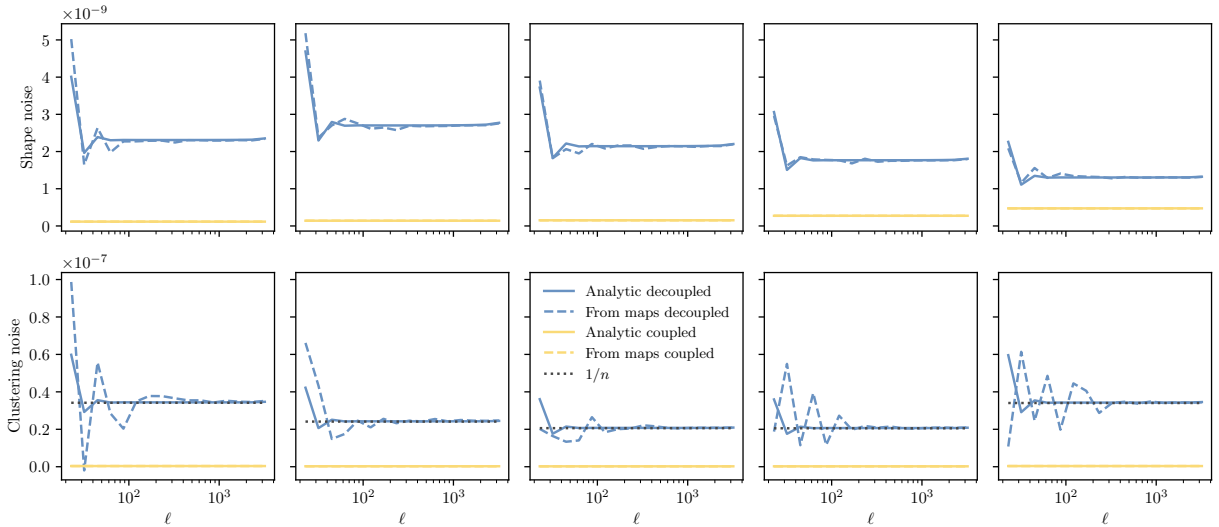 ×10⁻⁹
Shape noise
5
4
3
2
1
0
×10⁻⁷
Clustering noise
1.0
0.8
0.6
0.4
0.2
0.0
Analytic decoupled
From maps decoupled
Analytic coupled
From maps coupled
1/n
10² 10³ 10² 10³ 10² 10³ 10² 10³ 10² 10³
ℓ ℓ ℓ ℓ ℓ